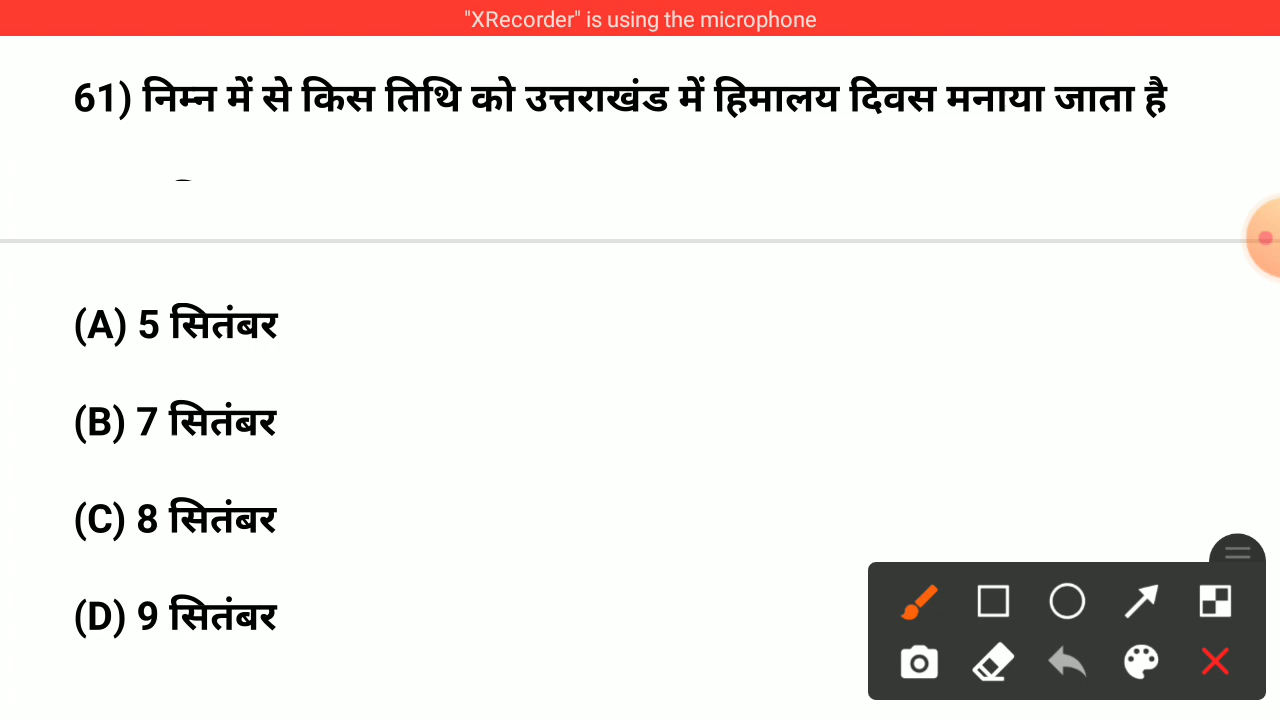 "XRecorder" is using the microphone
61) निम्न में से किस तिथि को उत्तराखंड में हिमालय दिवस मनाया जाता है
(A) 5 सितंबर
(B) 7 सितंबर
(C) 8 सितंबर
(D) 9 सितंबर